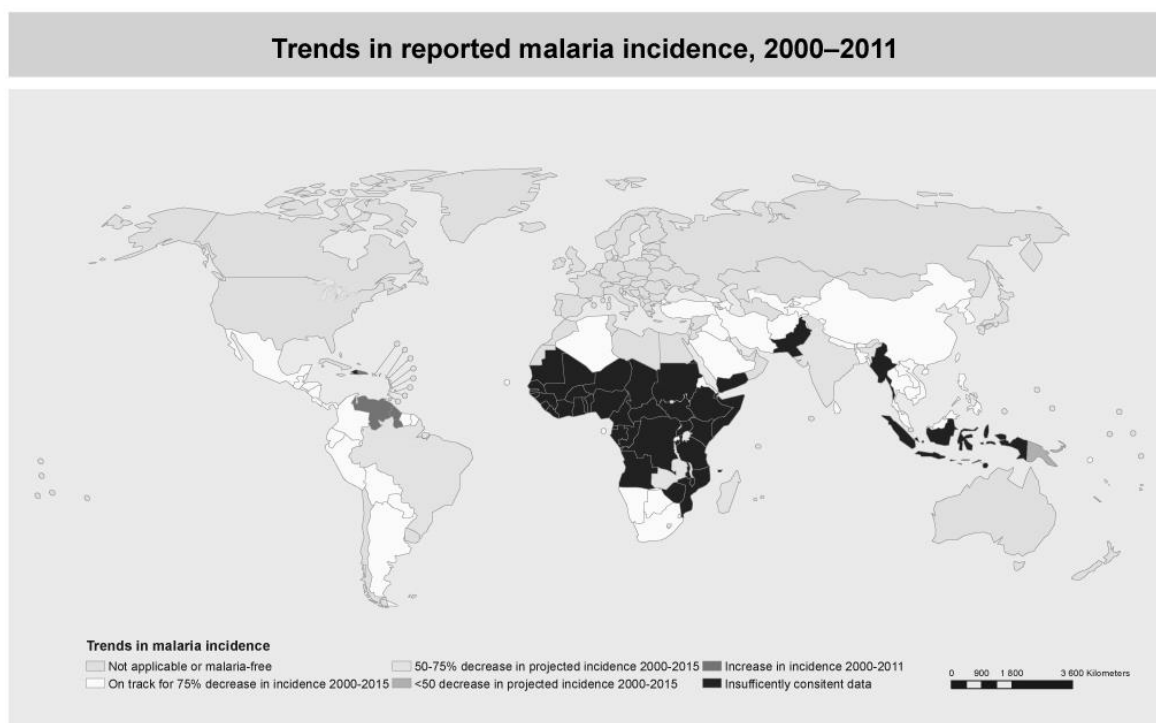 Trends in reported malaria incidence, 2000–2011
Trends in malaria incidence
Not applicable or malaria-free
50-75% decrease in projected incidence 2000-2015
Increase in incidence 2000-2011
On track for 75% decrease in incidence 2000-2015
<50 decrease in projected incidence 2000-2015
Insufficently consitent data
0 900 1 800 3 600 Kilometers